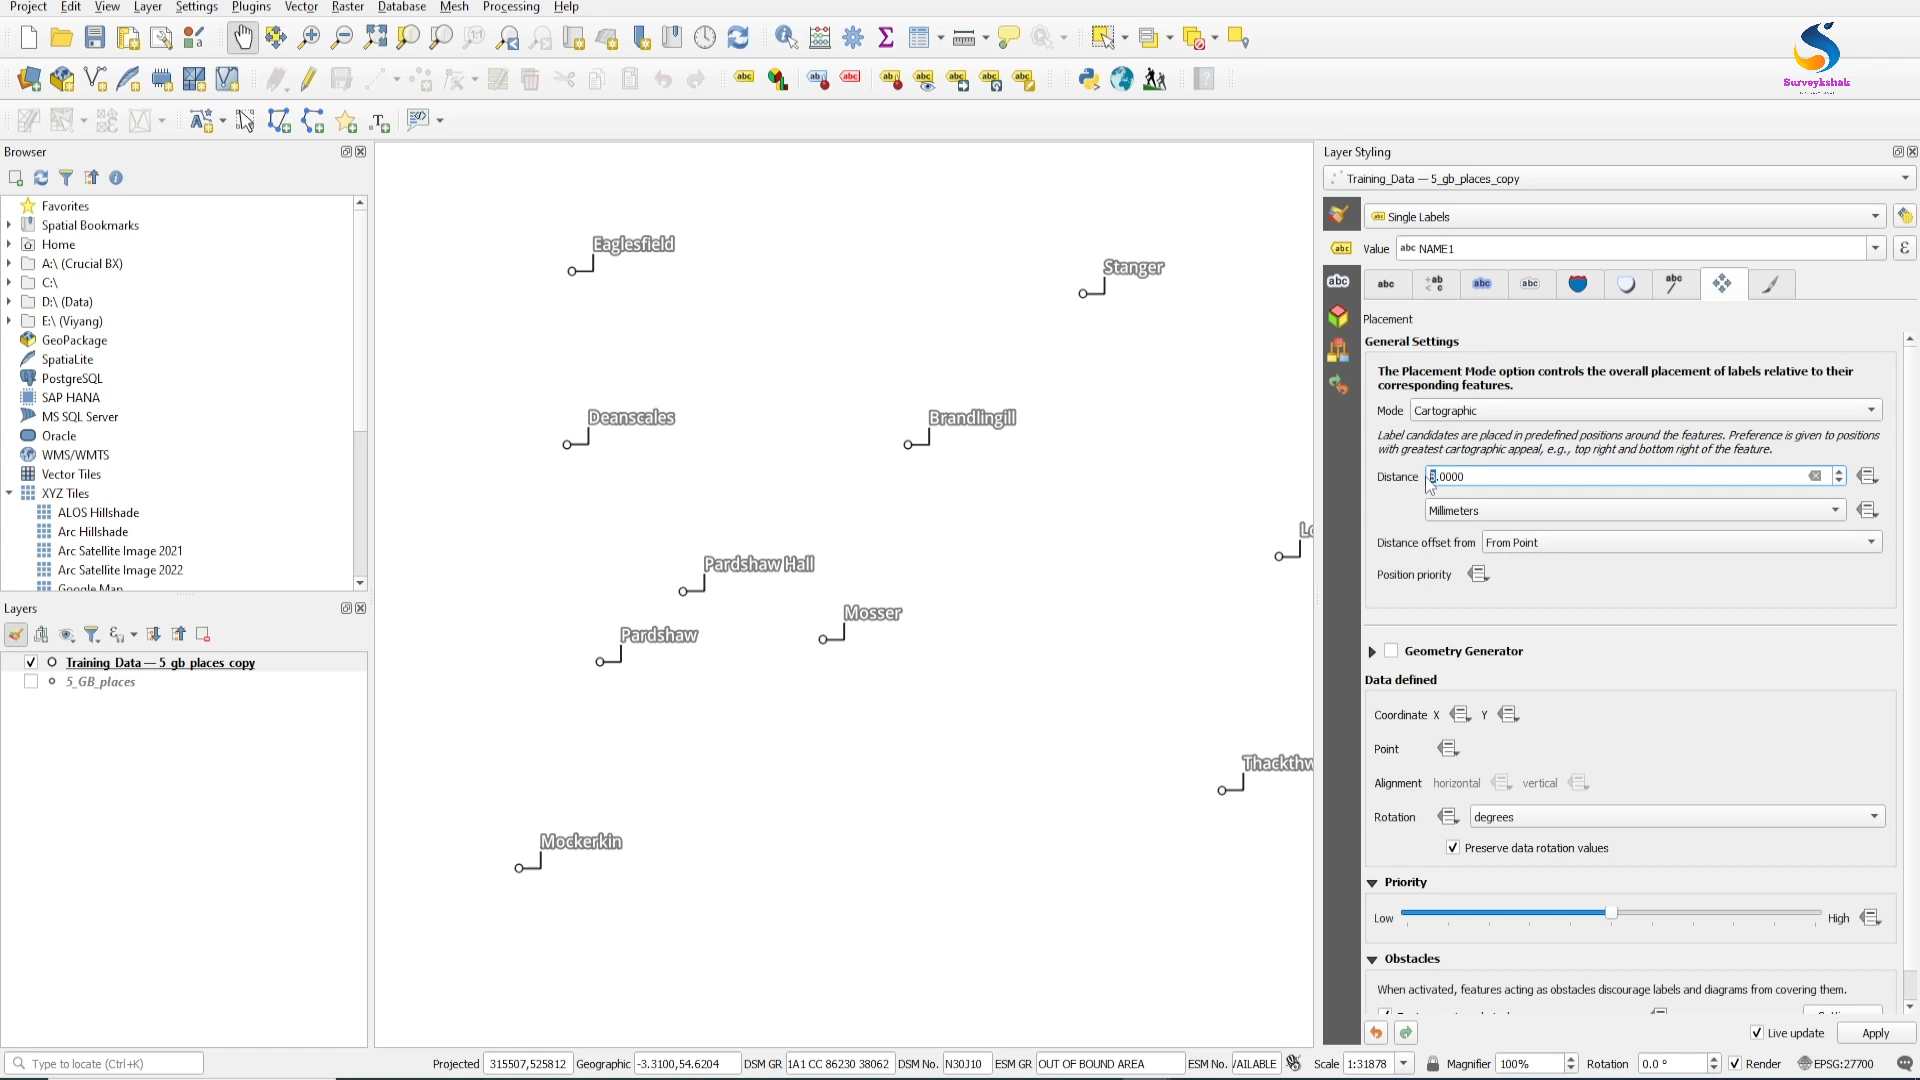 Project Edit View Layer Settings Plugins Vector Raster Database Mesh Processing Help
Surveykshak
Browser
Favorites
Spatial Bookmarks
Home
A:\ (Crucial BX)
C:\
D:\ (Data)
E:\ (Viyang)
GeoPackage
SpatiaLite
PostgreSQL
SAP HANA
MS SQL Server
Oracle
WMS/WMTS
Vector Tiles
XYZ Tiles
ALOS Hillshade
Arc Hillshade
Arc Satellite Image 2021
Arc Satellite Image 2022
Google Map
Layers
Training_Data — 5_gb_places_copy
5_GB_places
Eaglesfield
Stanger
Deanscales
Brandlingill
Pardshaw Hall
Mosser
Pardshaw
Thackthw
Mockerkin
Layer Styling
Training_Data — 5_gb_places_copy
Single Labels
Value abc NAME1
Placement
General Settings
The Placement Mode option controls the overall placement of labels relative to their
corresponding features.
Mode Cartographic
Label candidates are placed in predefined positions around the features. Preference is given to positions
with greatest cartographic appeal, e.g., top right and bottom right of the feature.
Distance .0000
Millimeters
Distance offset from From Point
Position priority
Geometry Generator
Data defined
Coordinate X Y
Point
Alignment horizontal vertical
Rotation degrees
Preserve data rotation values
Priority
Low High
Obstacles
When activated, features acting as obstacles discourage labels and diagrams from covering them.
Live update Apply
Type to locate (Ctrl+K) Projected 315507,525812 Geographic -3.3100,54.6204 DSM GR 1A1 CC 86230 38062 DSM No. N30J10 ESM GR OUT OF BOUND AREA ESM No. /AILABLE Scale 1:31878 Magnifier 100% Rotation 0.0 ° Render EPSG:27700